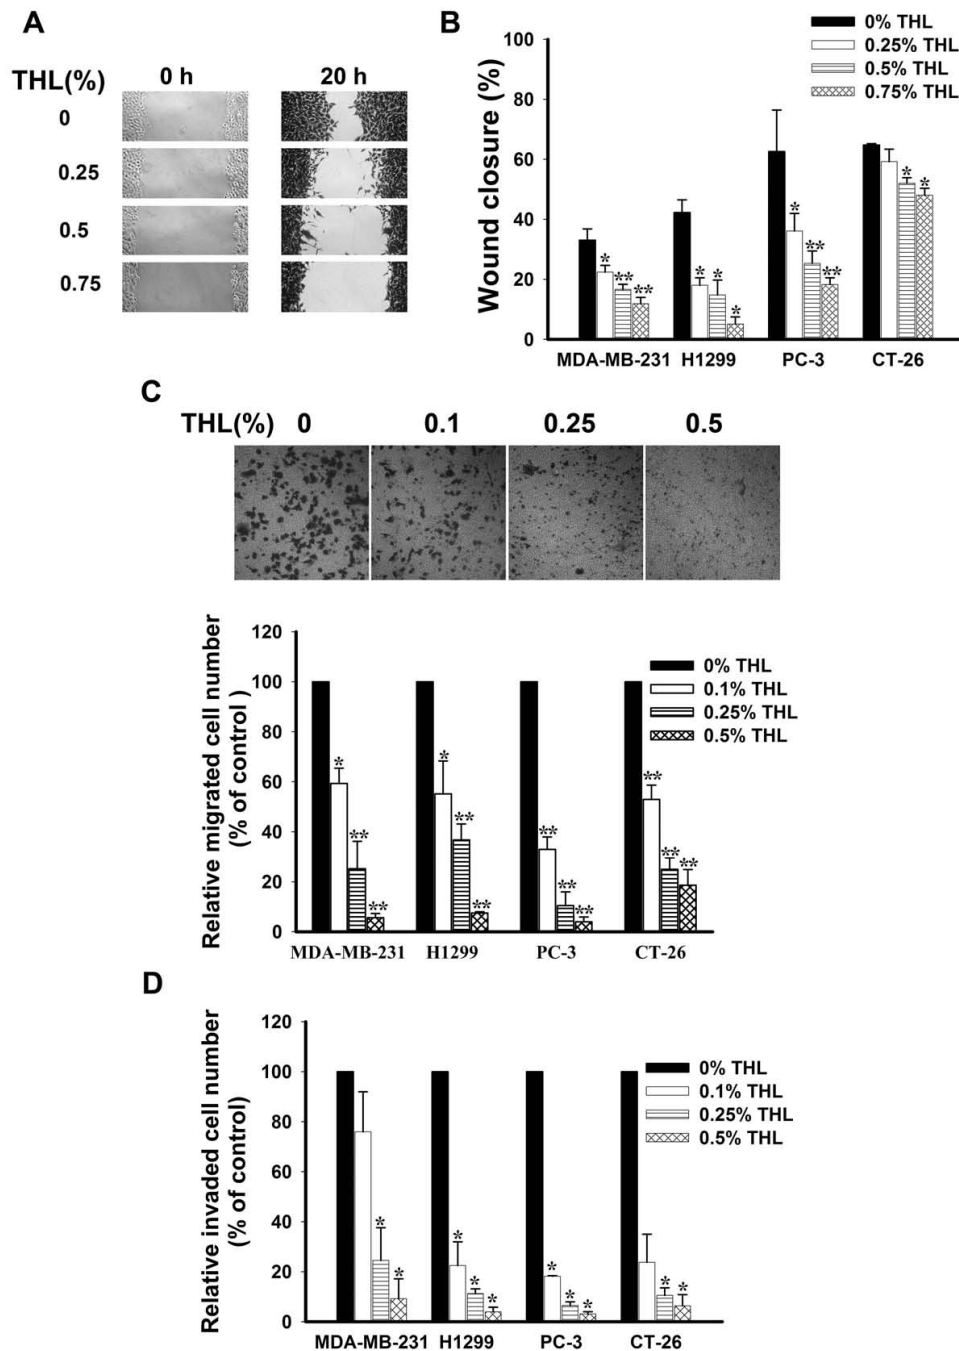 A
THL(%) 0 h 20 h
0
0.25
0.5
0.75
B
Wound closure (%)
100
80
60
40
20
0
0% THL
0.25% THL
0.5% THL
0.75% THL
* ** **
* * *
* ** **
* *
MDA-MB-231 H1299 PC-3 CT-26
C
THL(%) 0 0.1 0.25 0.5
Relative migrated cell number
(% of control )
120
100
80
60
40
20
0
0% THL
0.1% THL
0.25% THL
0.5% THL
* ** **
* ** **
** ** **
** ** **
MDA-MB-231 H1299 PC-3 CT-26
D
Relative invaded cell number
(% of control)
120
100
80
60
40
20
0
0% THL
0.1% THL
0.25% THL
0.5% THL
* *
* * *
* * *
* *
MDA-MB-231 H1299 PC-3 CT-26